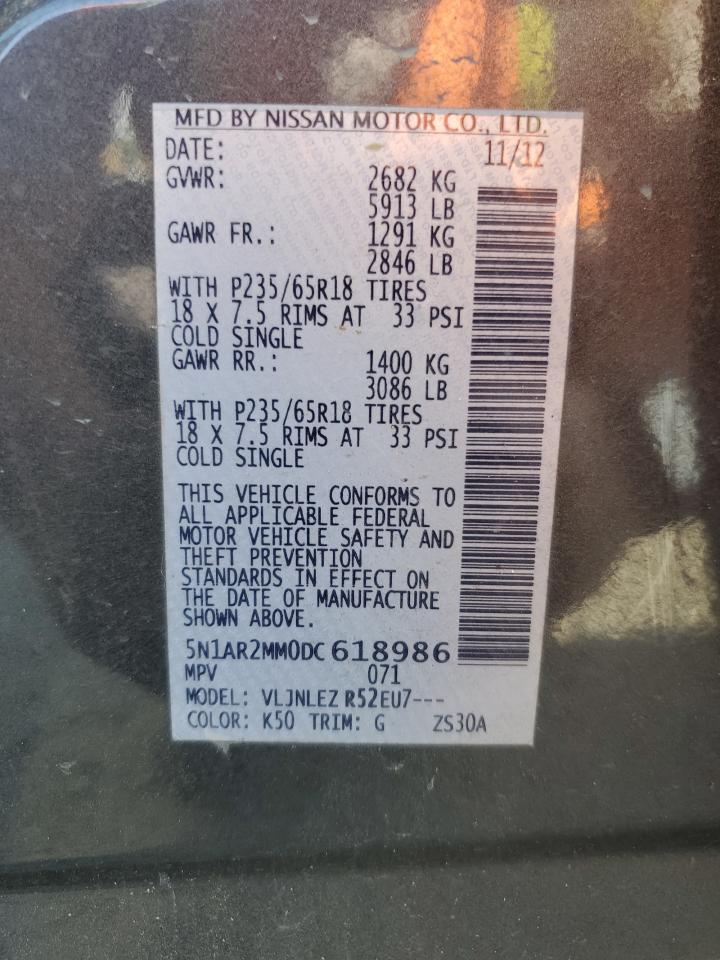 MFD BY NISSAN MOTOR CO., LTD.
DATE: 11/12
GVWR: 2682 KG
5913 LB
GAWR FR.: 1291 KG
2846 LB
WITH P235/65R18 TIRES
18 X 7.5 RIMS AT 33 PSI
COLD SINGLE
GAWR RR.: 1400 KG
3086 LB
WITH P235/65R18 TIRES
18 X 7.5 RIMS AT 33 PSI
COLD SINGLE
THIS VEHICLE CONFORMS TO
ALL APPLICABLE FEDERAL
MOTOR VEHICLE SAFETY AND
THEFT PREVENTION
STANDARDS IN EFFECT ON
THE DATE OF MANUFACTURE
SHOWN ABOVE.
5N1AR2MM0DC618986
MPV 071
MODEL: VLJNLEZ R52EU7---
COLOR: K50 TRIM: G ZS30A